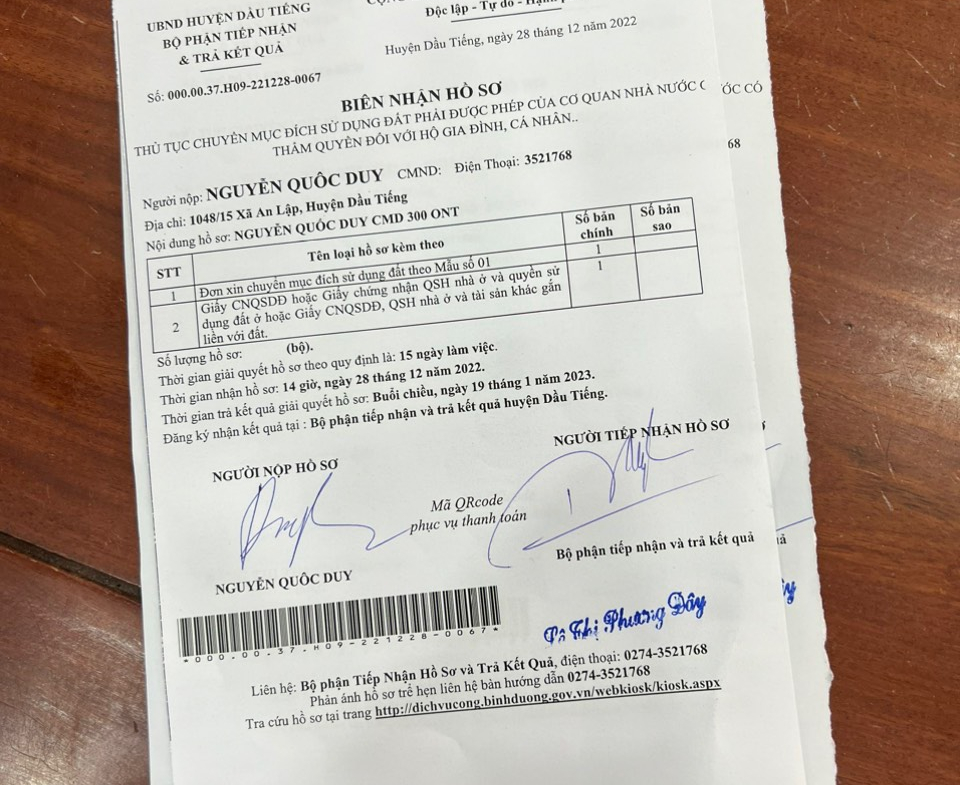 UBND HUYỆN DẦU TIẾNG
BỘ PHẬN TIẾP NHẬN
& TRẢ KẾT QUẢ
Độc lập - Tự do -
Huyện Dầu Tiếng, ngày 28 tháng 12 năm 2022
Số: 000.00.37.H09-221228-0067
BIÊN NHẬN HỒ SƠ
THỦ TỤC CHUYỂN MỤC ĐÍCH SỬ DỤNG ĐẤT PHẢI ĐƯỢC PHÉP CỦA CƠ QUAN NHÀ NƯỚC C
ỚC CÓ
THẨM QUYỀN ĐỐI VỚI HỘ GIA ĐÌNH, CÁ NHÂN..
68
Người nộp: NGUYỄN QUỐC DUY CMND: Điện Thoại: 3521768
Địa chỉ: 1048/15 Xã An Lập, Huyện Dầu Tiếng
Nội dung hồ sơ: NGUYỄN QUỐC DUY CMD 300 ONT
STT Tên loại hồ sơ kèm theo Số bản chính Số bản sao
1 Đơn xin chuyển mục đích sử dụng đất theo Mẫu số 01 1
2 Giấy CNQSDĐ hoặc Giấy chứng nhận QSH nhà ở và quyền sử 1
dụng đất ở hoặc Giấy CNQSDĐ, QSH nhà ở và tài sản khác gắn
liền với đất.
Số lượng hồ sơ: (bộ).
Thời gian giải quyết hồ sơ theo quy định là: 15 ngày làm việc.
Thời gian nhận hồ sơ: 14 giờ, ngày 28 tháng 12 năm 2022.
Thời gian trả kết quả giải quyết hồ sơ: Buổi chiều, ngày 19 tháng 1 năm 2023.
Đăng ký nhận kết quả tại : Bộ phận tiếp nhận và trả kết quả huyện Dầu Tiếng.
NGƯỜI NỘP HỒ SƠ
NGƯỜI TIẾP NHẬN HỒ SƠ
Mã QRcode
phục vụ thanh toán
Bộ phận tiếp nhận và trả kết quả
ả
NGUYỄN QUỐC DUY
*000.00.37.H09-221228-0067*
Tô Thị Phương Đây
ây
Liên hệ: Bộ phận Tiếp Nhận Hồ Sơ và Trả Kết Quả, điện thoại: 0274-3521768
Phản ánh hồ sơ trễ hẹn liên hệ bàn hướng dẫn 0274-3521768
Tra cứu hồ sơ tại trang http://dichvucong.binhduong.gov.vn/webkiosk/kiosk.aspx